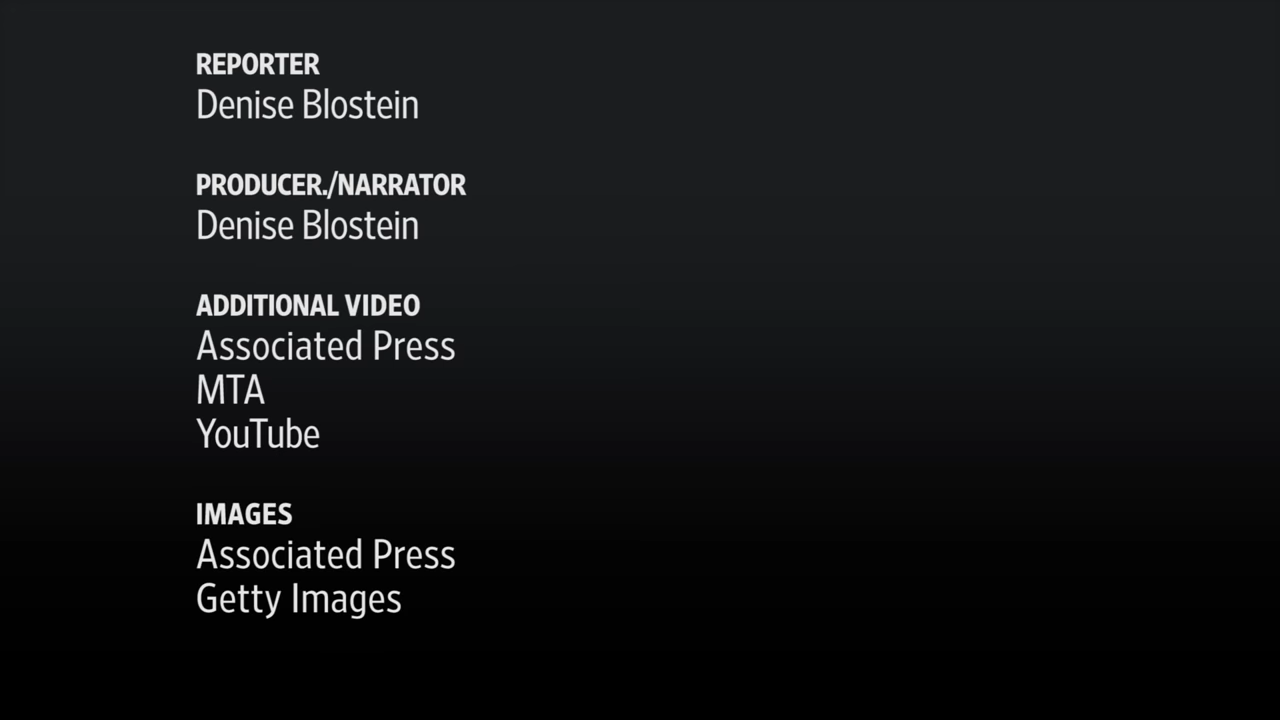 REPORTER
Denise Blostein
PRODUCER./NARRATOR
Denise Blostein
ADDITIONAL VIDEO
Associated Press
MTA
YouTube
IMAGES
Associated Press
Getty Images